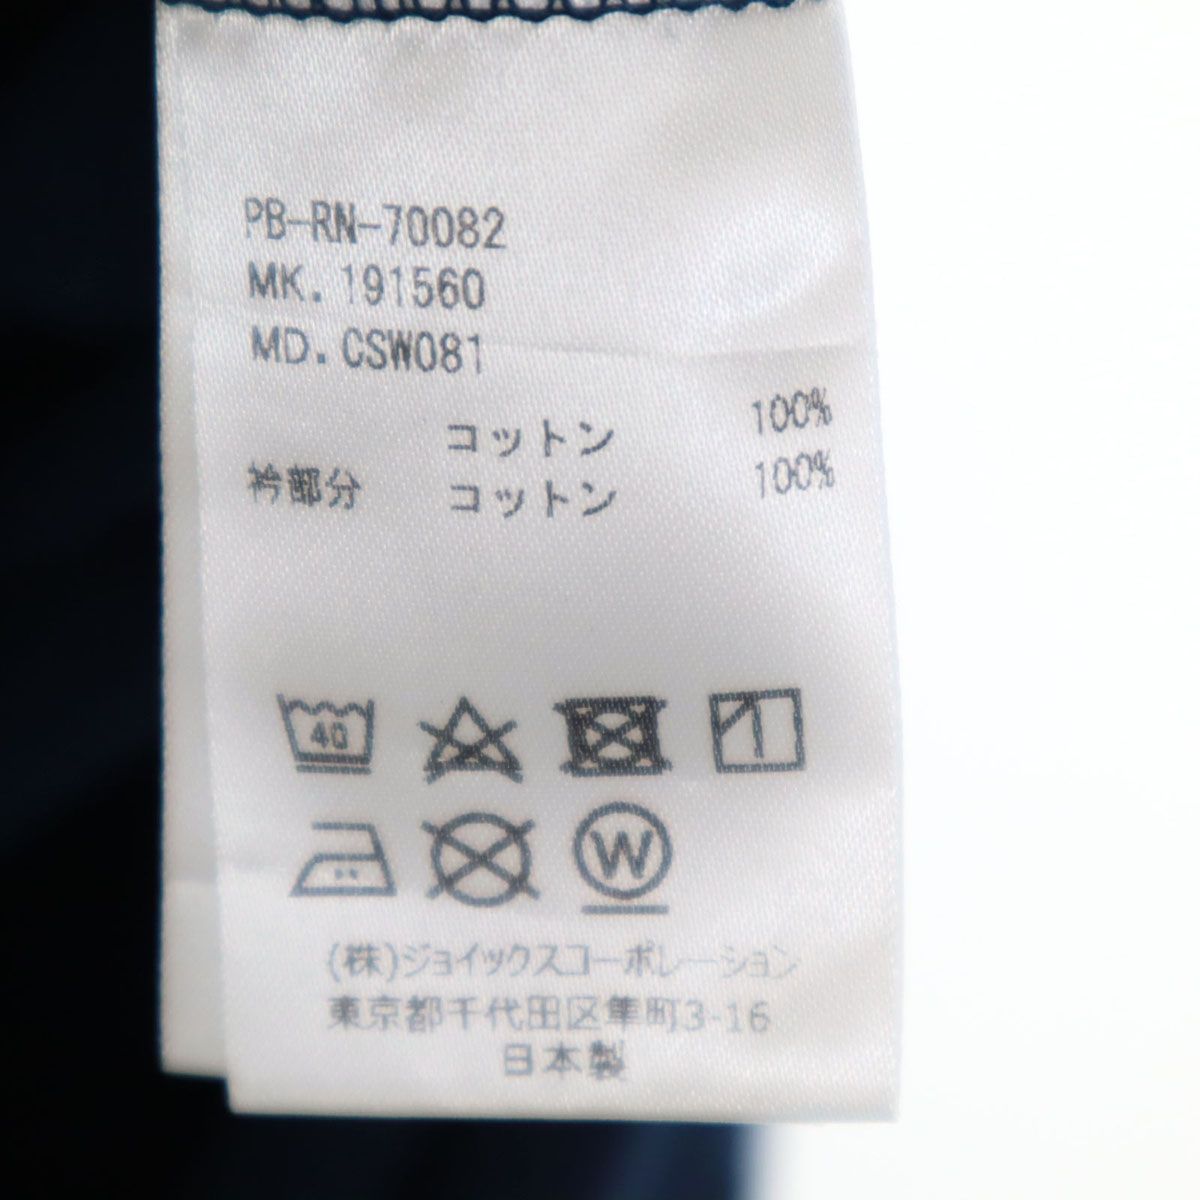 PB-RN-70082
MK. 191560
MD. CSW081
コットン 100%
衿部分 コットン 100%
40
W
(株)ジョイックスコーポレーション
東京都千代田区隼町3-16
日本製